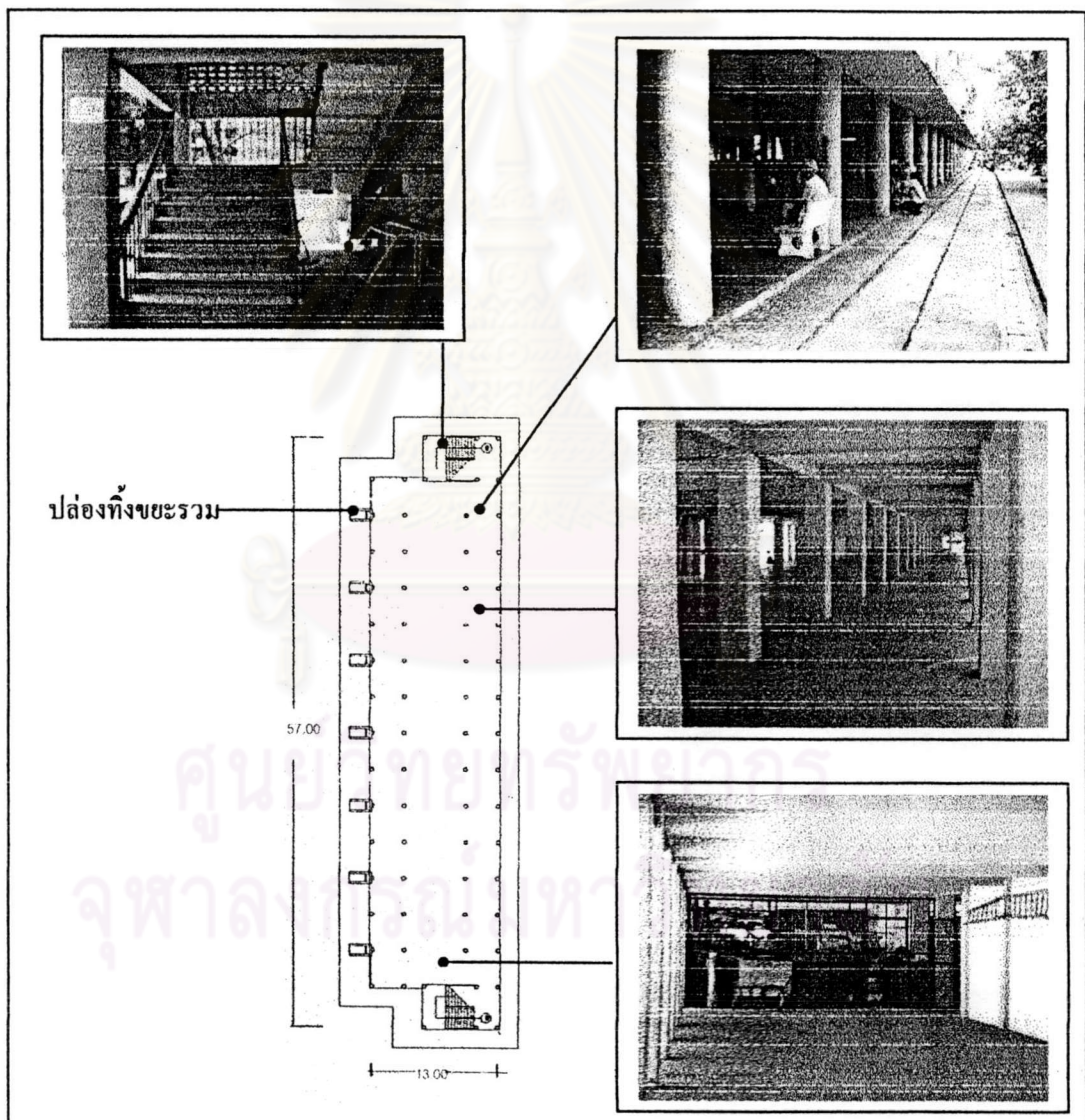 ปล่องทิ้งขยะรวม
57.00
ศูนย์วิทยทรัพยากร
จุฬาลงกรณ์มหาวิทยาลัย
13.00